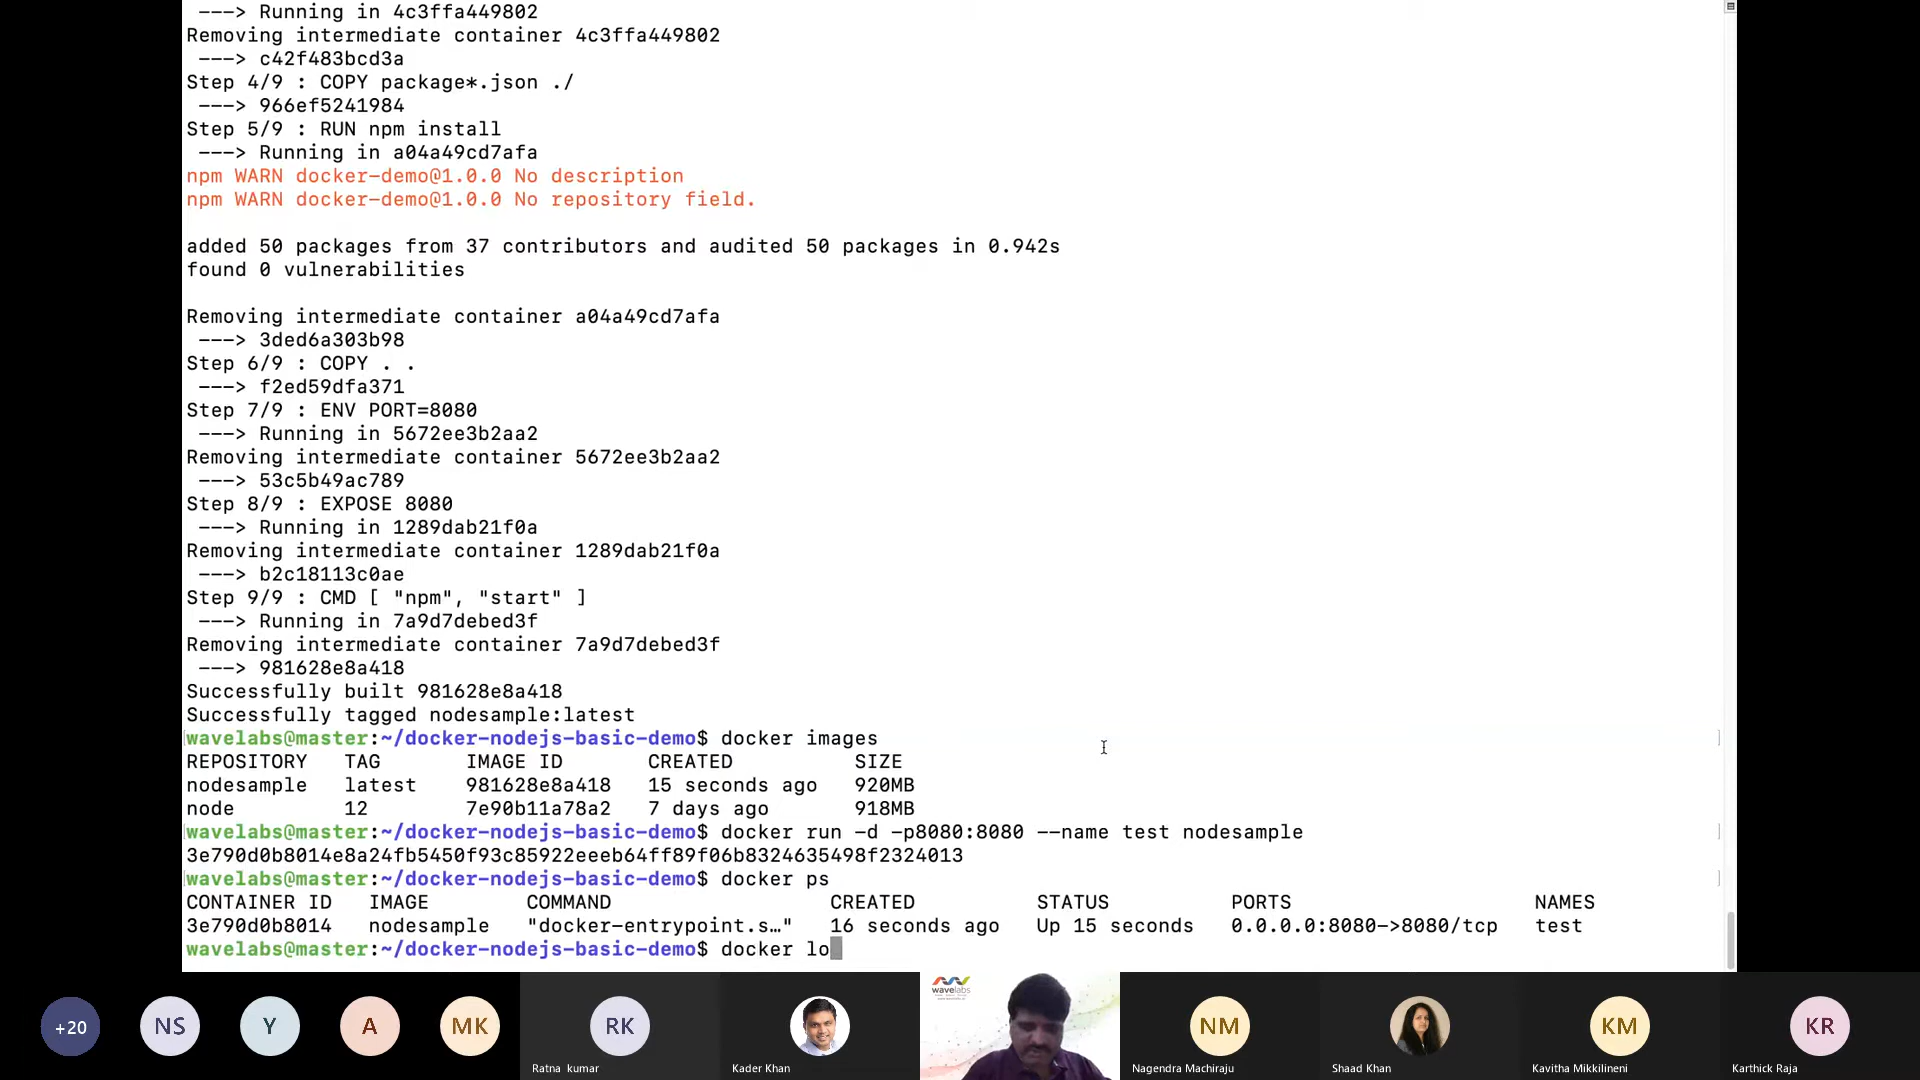 ---> Running in 4c3ffa449802
Removing intermediate container 4c3ffa449802
---> c42f483bcd3a
Step 4/9 : COPY package*.json ./
---> 966ef5241984
Step 5/9 : RUN npm install
---> Running in a04a49cd7afa
npm WARN docker-demo@1.0.0 No description
npm WARN docker-demo@1.0.0 No repository field.
added 50 packages from 37 contributors and audited 50 packages in 0.942s
found 0 vulnerabilities
Removing intermediate container a04a49cd7afa
---> 3ded6a303b98
Step 6/9 : COPY . .
---> f2ed59dfa371
Step 7/9 : ENV PORT=8080
---> Running in 5672ee3b2aa2
Removing intermediate container 5672ee3b2aa2
---> 53c5b49ac789
Step 8/9 : EXPOSE 8080
---> Running in 1289dab21f0a
Removing intermediate container 1289dab21f0a
---> b2c18113c0ae
Step 9/9 : CMD [ "npm", "start" ]
---> Running in 7a9d7debed3f
Removing intermediate container 7a9d7debed3f
---> 981628e8a418
Successfully built 981628e8a418
Successfully tagged nodesample:latest
wavelabs@master:~/docker-nodejs-basic-demo$ docker images
REPOSITORY TAG IMAGE ID CREATED SIZE
nodesample latest 981628e8a418 15 seconds ago 920MB
node 12 7e90b11a78a2 7 days ago 918MB
wavelabs@master:~/docker-nodejs-basic-demo$ docker run -d -p8080:8080 --name test nodesample
3e790d0b8014e8a24fb5450f93c85922eeeb64ff89f06b8324635498f2324013
wavelabs@master:~/docker-nodejs-basic-demo$ docker ps
CONTAINER ID IMAGE COMMAND CREATED STATUS PORTS NAMES
3e790d0b8014 nodesample "docker-entrypoint.s…" 16 seconds ago Up 15 seconds 0.0.0.0:8080->8080/tcp test
wavelabs@master:~/docker-nodejs-basic-demo$ docker lo
wavelabs
+20 NS Y A MK RK NM KM KR
Ratna kumar Kader Khan Nagendra Machiraju Shaad Khan Kavitha Mikkilineni Karthick Raja